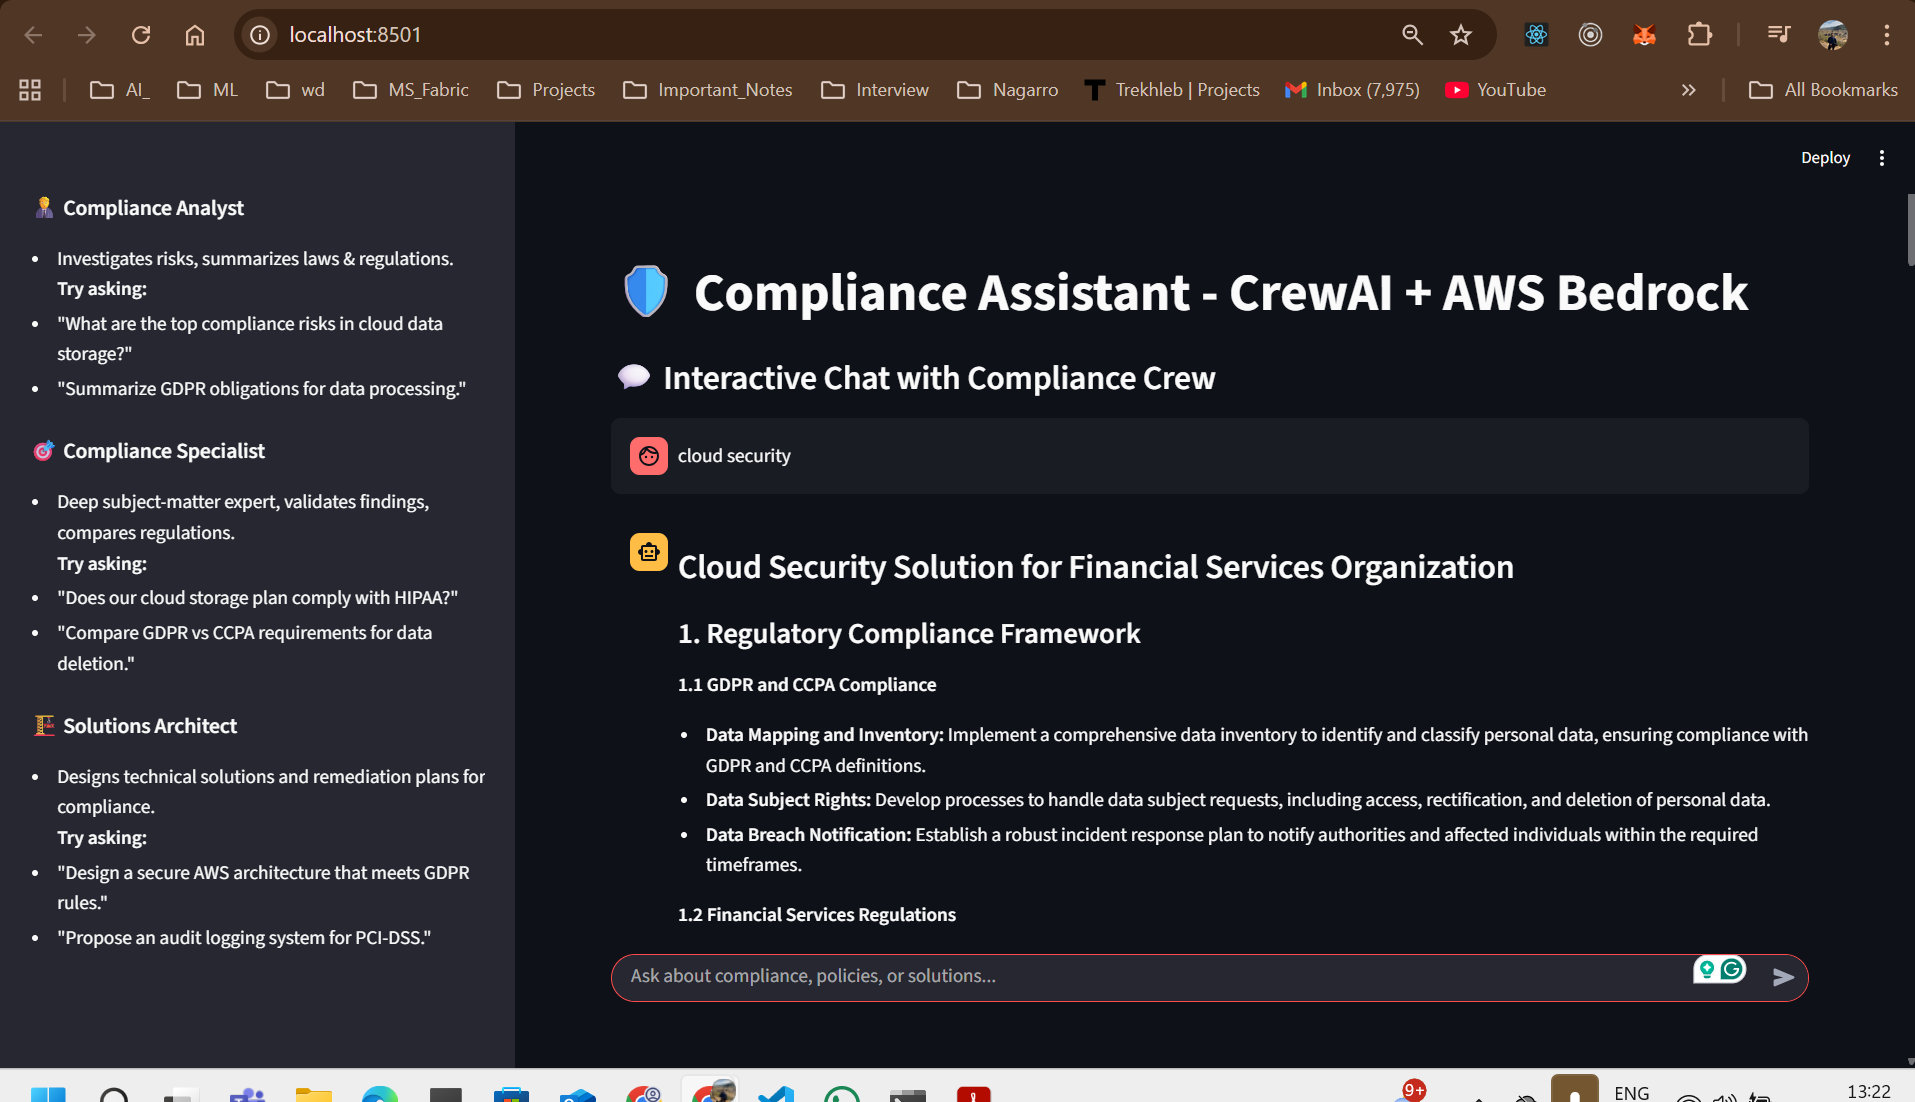 localhost:8501
AI_
ML
wd
MS_Fabric
Projects
Important_Notes
Interview
Nagarro
Trekhleb | Projects
Inbox (7,975)
YouTube
All Bookmarks
Deploy
Compliance Analyst
Investigates risks, summarizes laws & regulations.
Try asking:
"What are the top compliance risks in cloud data
storage?"
"Summarize GDPR obligations for data processing."
Compliance Specialist
Deep subject-matter expert, validates findings,
compares regulations.
Try asking:
"Does our cloud storage plan comply with HIPAA?"
"Compare GDPR vs CCPA requirements for data
deletion."
Solutions Architect
Designs technical solutions and remediation plans for
compliance.
Try asking:
"Design a secure AWS architecture that meets GDPR
rules."
"Propose an audit logging system for PCI-DSS."
Compliance Assistant - CrewAI + AWS Bedrock
Interactive Chat with Compliance Crew
cloud security
Cloud Security Solution for Financial Services Organization
1. Regulatory Compliance Framework
1.1 GDPR and CCPA Compliance
Data Mapping and Inventory: Implement a comprehensive data inventory to identify and classify personal data, ensuring compliance with
GDPR and CCPA definitions.
Data Subject Rights: Develop processes to handle data subject requests, including access, rectification, and deletion of personal data.
Data Breach Notification: Establish a robust incident response plan to notify authorities and affected individuals within the required
timeframes.
1.2 Financial Services Regulations
Ask about compliance, policies, or solutions...
9+
ENG
13:22